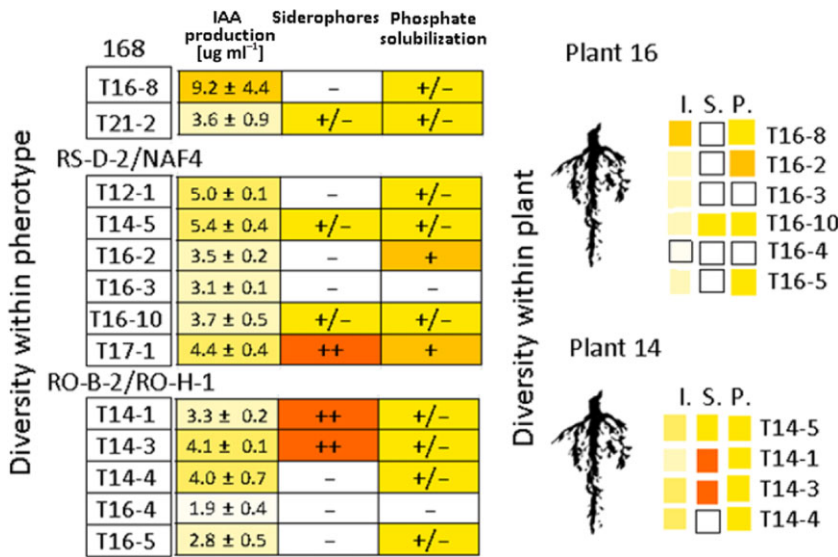 IAA production [ug ml⁻¹] Siderophores Phosphate solubilization
168
T16-8 9.2 ± 4.4 – +/–
T21-2 3.6 ± 0.9 +/– +/–
RS-D-2/NAF4
T12-1 5.0 ± 0.1 – +/–
T14-5 5.4 ± 0.4 +/– +/–
T16-2 3.5 ± 0.2 – +
T16-3 3.1 ± 0.1 – –
T16-10 3.7 ± 0.5 +/– +/–
T17-1 4.4 ± 0.4 ++ +
RO-B-2/RO-H-1
T14-1 3.3 ± 0.2 ++ +/–
T14-3 4.1 ± 0.1 ++ +/–
T14-4 4.0 ± 0.7 – +/–
T16-4 1.9 ± 0.4 – –
T16-5 2.8 ± 0.5 – +/–
Diversity within pherotype
Diversity within plant
Plant 16
I. S. P.
T16-8
T16-2
T16-3
T16-10
T16-4
T16-5
Plant 14
I. S. P.
T14-5
T14-1
T14-3
T14-4